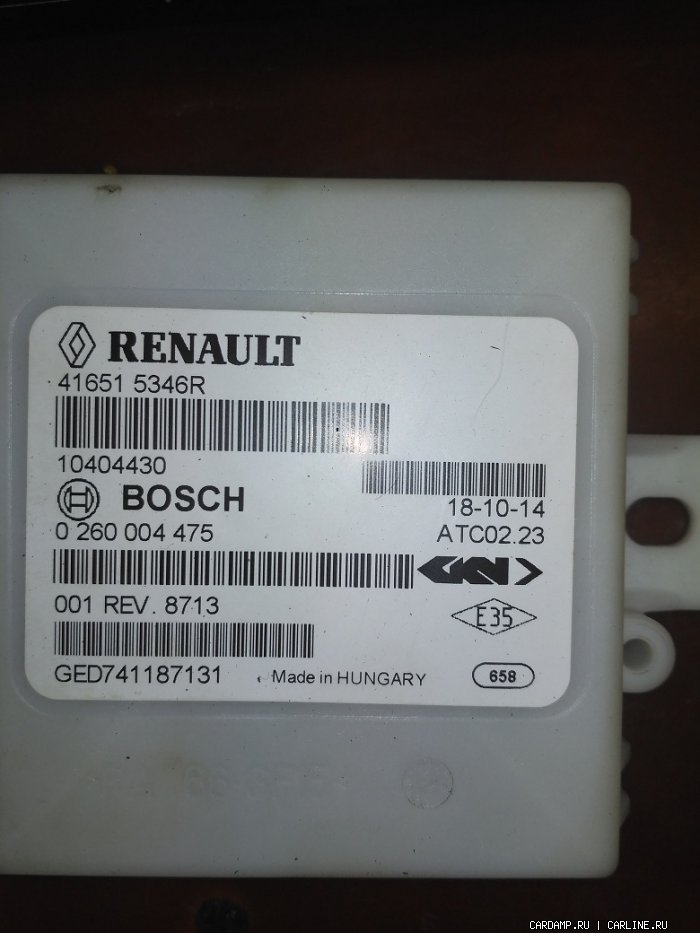 RENAULT
41651 5346R
10404430
BOSCH
18-10-14
0 260 004 475
ATC02.23
GKN
001 REV. 8713
E35
GED741187131
Made in HUNGARY
658
CARDAMP.RU | CARLINE.RU